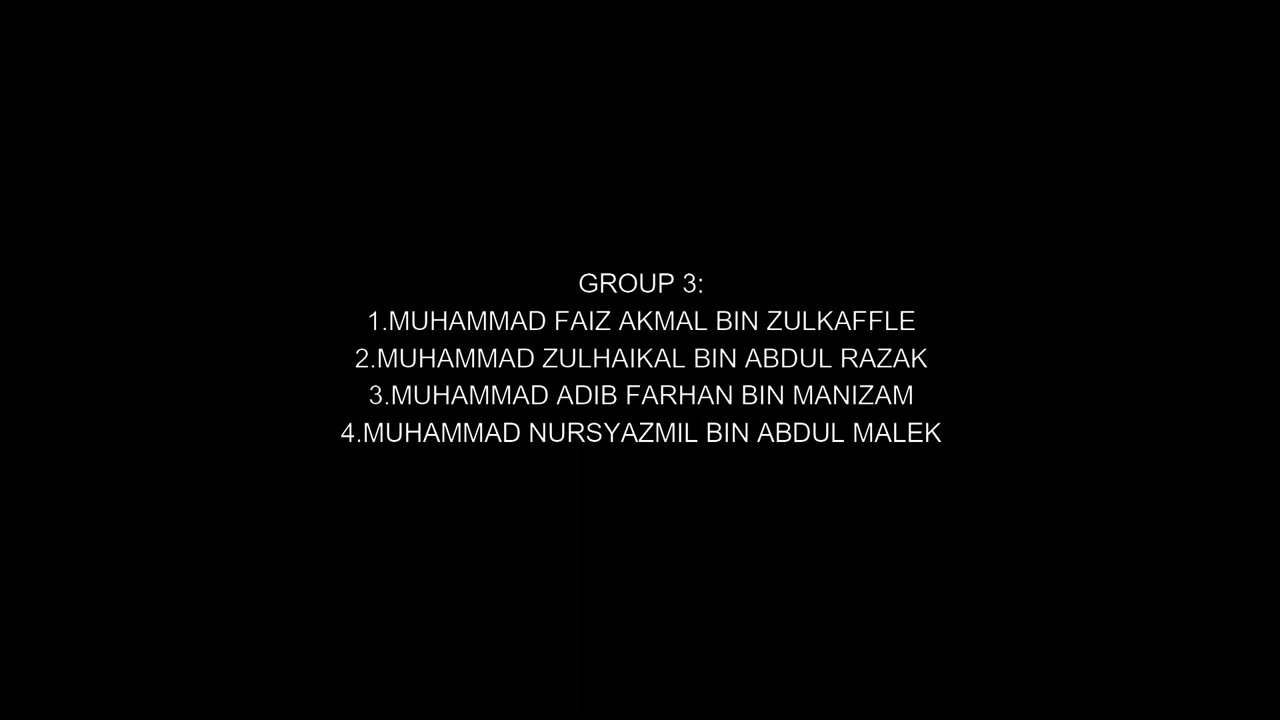 GROUP 3:
1.MUHAMMAD FAIZ AKMAL BIN ZULKAFFLE
2.MUHAMMAD ZULHAIKAL BIN ABDUL RAZAK
3.MUHAMMAD ADIB FARHAN BIN MANIZAM
4.MUHAMMAD NURSYAZMIL BIN ABDUL MALEK